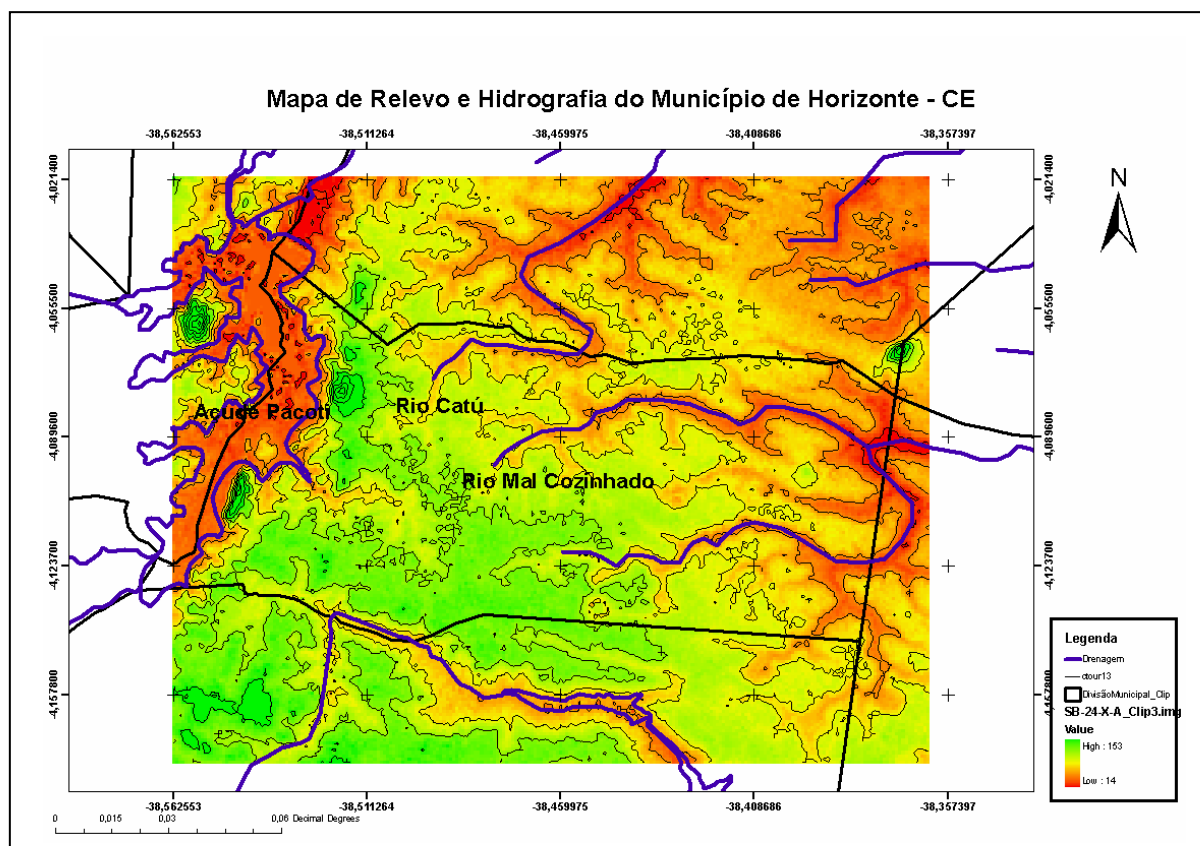 Mapa de Relevo e Hidrografia do Município de Horizonte - CE
-38,562553 -38,511264 -38,459975 -38,408686 -38,357397
-4,021400 -4,021400
N
-4,055500 -4,055500
Açude Pacoti
Rio Catú
-4,089600 -4,089600
Rio Mal Cozinhado
-4,123700 -4,123700
-4,157800 -4,157800
Legenda
Drenagem
ctour13
DivisãoMunicipal_Clip
SB-24-X-A_Clip3.img
Value
High : 153
Low : 14
-38,562553 -38,511264 -38,459975 -38,408686 -38,357397
0 0,015 0,03 0,06 Decimal Degrees